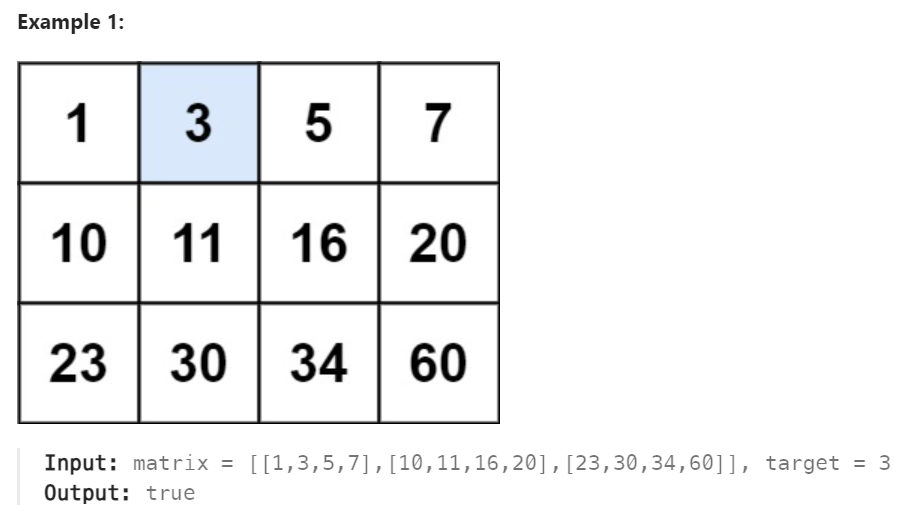 Example 1:
1 3 5 7
10 11 16 20
23 30 34 60
Input: matrix = [[1,3,5,7],[10,11,16,20],[23,30,34,60]], target = 3
Output: true